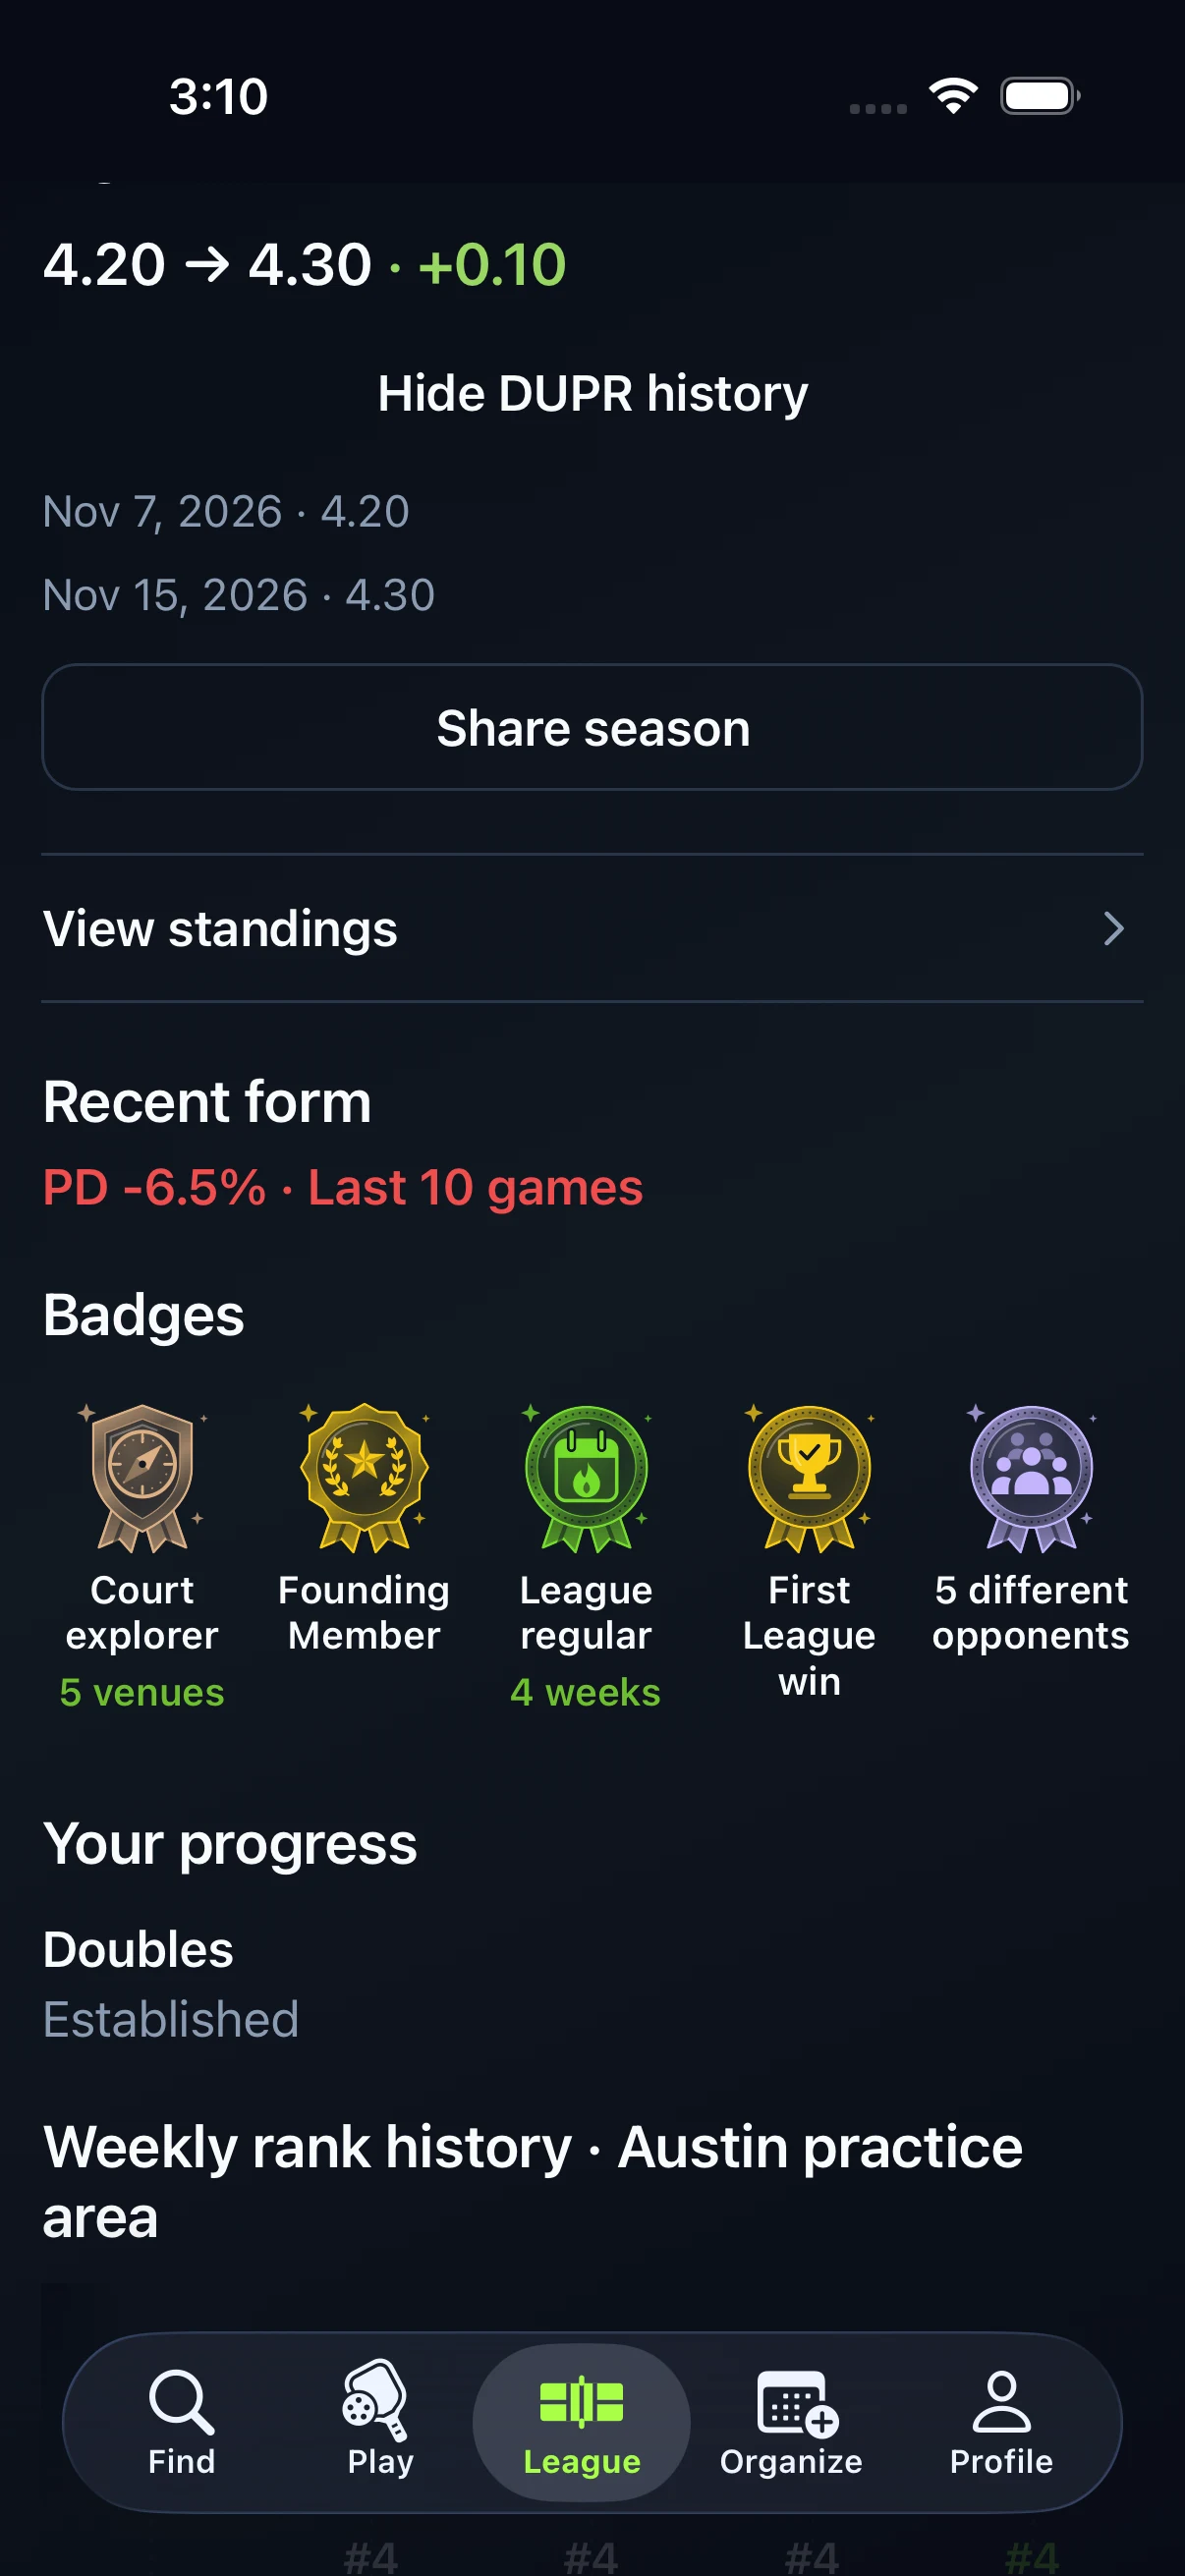 3:10
4.20 → 4.30 · +0.10
Hide DUPR history
Nov 7, 2026 · 4.20
Nov 15, 2026 · 4.30
Share season
View standings
Recent form
PD -6.5% · Last 10 games
Badges
Court explorer
5 venues
Founding Member
League regular
4 weeks
First League win
5 different opponents
Your progress
Doubles
Established
Weekly rank history · Austin practice
area
Find
Play
League
Organize
Profile
#4 #4 #4 #4